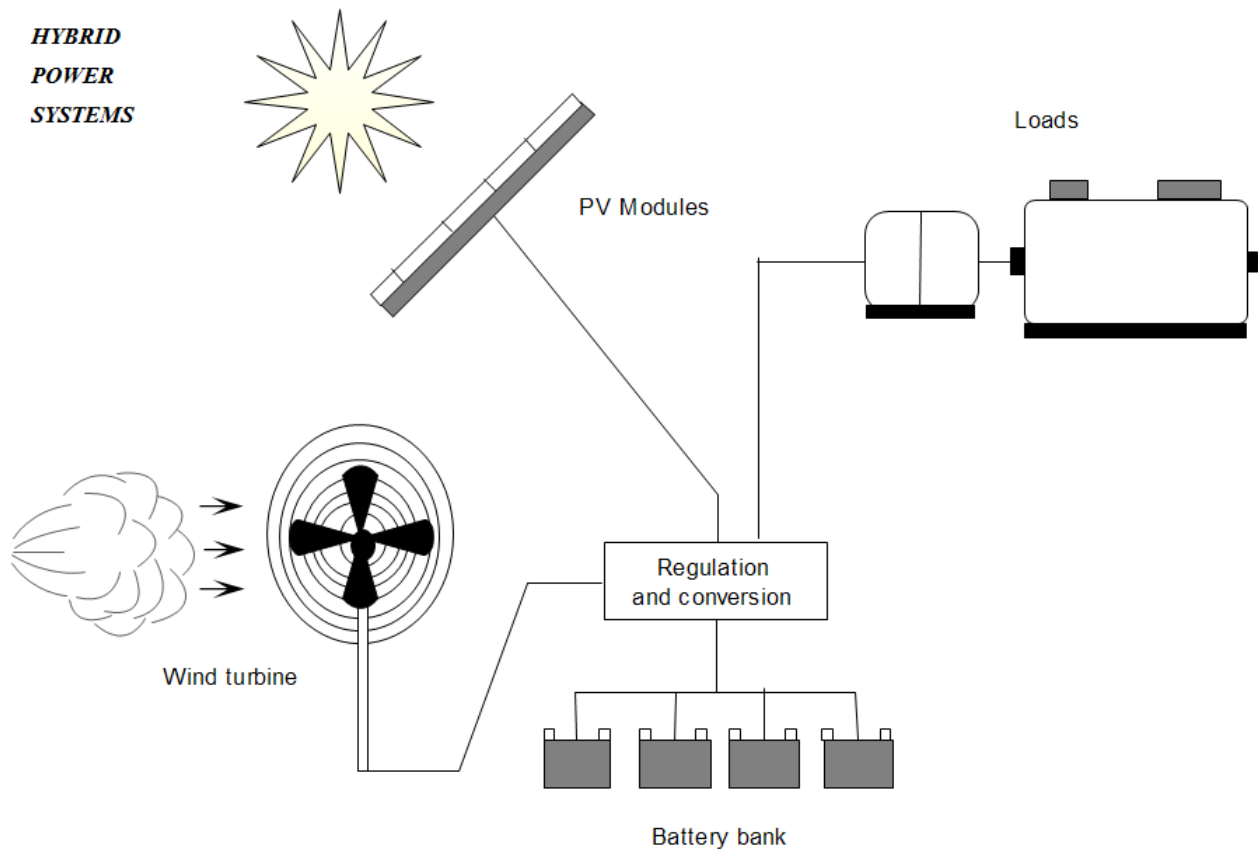 HYBRID
POWER
SYSTEMS
Loads
PV Modules
Regulation
and conversion
Wind turbine
Battery bank